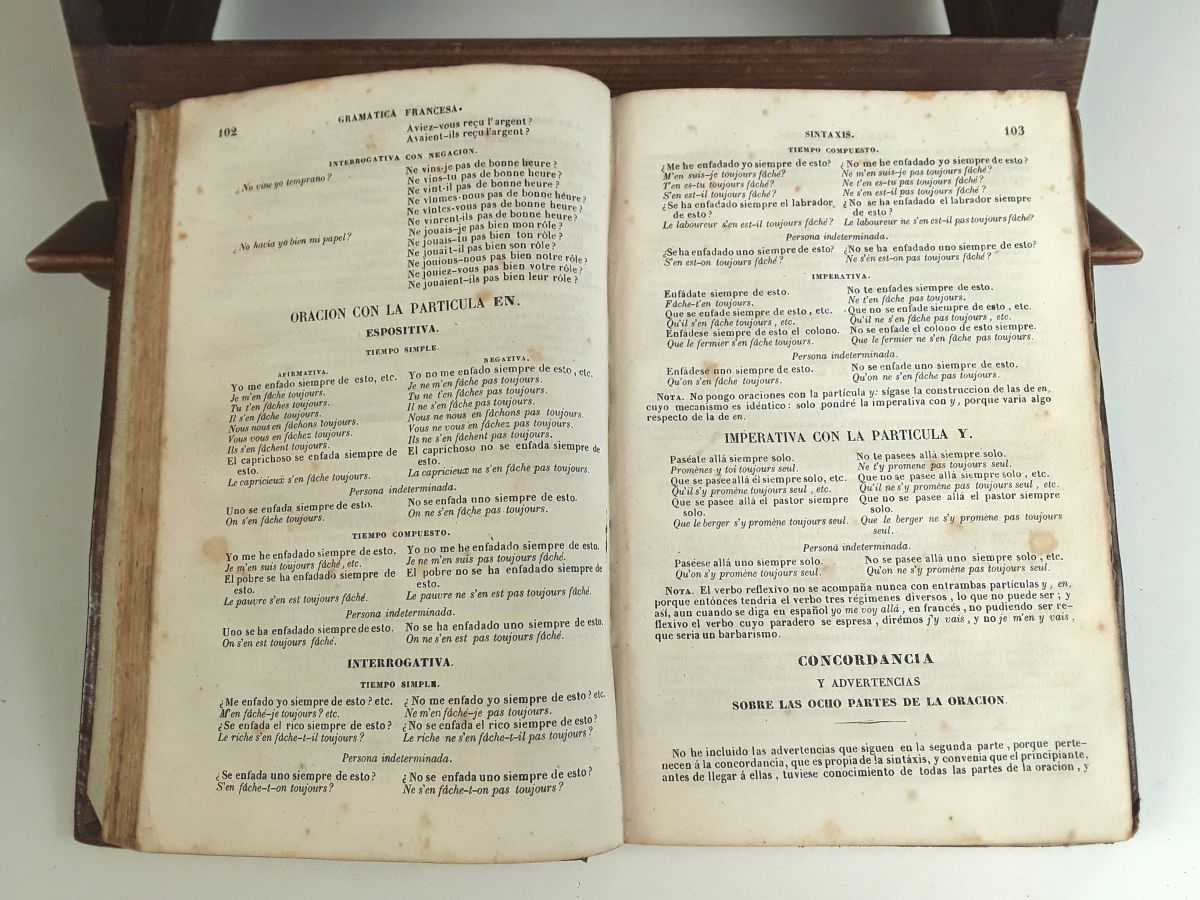 102
GRAMATICA FRANCESA.
Aviez-vous reçu l'argent?
Avaient-ils reçu l'argent?
INTERROGATIVA CON NEGACION.
¿No vine yo temprano?
Ne vins-je pas de bonne heure?
Ne vins-tu pas de bonne heure?
Ne vint-il pas de bonne heure?
Ne vinmes-nous pas de bonne heure?
Ne vintes-vous pas de bonne heure?
Ne vinrent-ils pas de bonne heure?
¿No hacia yo bien mi papel?
Ne jouais-je pas bien mon rôle?
Ne jouais-tu pas bien ton rôle?
Ne jouait-il pas bien son rôle?
Ne jouions-nous pas bien notre rôle?
Ne jouiez-vous pas bien votre rôle?
Ne jouaient-ils pas bien leur rôle?
ORACION CON LA PARTICULA EN.
ESPOSITIVA.
TIEMPO SIMPLE.
AFIRMATIVA.
Yo me enfado siempre de esto, etc.
Je m'en fâche toujours.
Tu t'en fâches toujours.
Il s'en fâche toujours.
Nous nous en fâchons toujours.
Vous vous en fâchez toujours.
Ils s'en fâchent toujours.
El caprichoso se enfada siempre de
esto.
Le capricieux s'en fâche toujours.
NEGATIVA.
Yo no me enfado siempre de esto, etc.
Je ne m'en fâche pas toujours.
Tu ne t'en fâches pas toujours.
Il ne s'en fâche pas toujours.
Nous ne nous en fâchons pas toujours.
Vous ne vous en fâchez pas toujours.
Ils ne s'en fâchent pas toujours.
El caprichoso no se enfada siempre de
esto.
La capricieux ne s'en fâche pas toujours.
Persona indeterminada.
Uno se enfada siempre de esto.
On s'en fâche toujours.
No se enfada uno siempre de esto.
On ne s'en fâche pas toujours.
TIEMPO COMPUESTO.
Yo me he enfadado siempre de esto.
Je m'en suis toujours fâché, etc.
El pobre se ha enfadado siempre de
esto.
Le pauvre s'en est toujours fâché.
Yo no me he enfadado siempre de esto.
Je ne m'en suis pas toujours fâché.
El pobre no se ha enfadado siempre de
esto.
Le pauvre ne s'en est pas toujours fâché.
Persona indeterminada.
Uno se ha enfadado siempre de esto.
On s'en est toujours fâché.
No se ha enfadado uno siempre de esto.
On ne s'en est pas toujours fâché.
INTERROGATIVA.
TIEMPO SIMPLE.
¿Me enfado yo siempre de esto? etc.
M'en fâché-je toujours? etc.
¿Se enfada el rico siempre de esto?
Le riche s'en fâche-t-il toujours?
¿No me enfado yo siempre de esto? etc.
Ne m'en fâché-je pas toujours.
¿No se enfada el rico siempre de esto?
Le riche ne s'en fâche-t-il pas toujours?
Persona indeterminada.
¿Se enfada uno siempre de esto?
S'en fâche-t-on toujours?
¿No se enfada uno siempre de esto?
Ne s'en fâche-t-on pas toujours?
SINTAXIS.
103
TIEMPO COMPUESTO.
¿Me he enfadado yo siempre de esto?
M'en suis-je toujours fâché?
T'en es-tu toujours fâché?
S'en est-il toujours fâché?
¿Se ha enfadado siempre el labrador
de esto?
Le laboureur s'en est-il toujours fâché?
¿No me he enfadado yo siempre de esto?
Ne m'en suis-je pas toujours fâché?
Ne t'en es-tu pas toujours fâché?
Ne s'en est-il pas toujours fâché?
¿No se ha enfadado el labrador siempre
de esto?
Le laboureur ne s'en est-il pas toujours fâché?
Persona indeterminada.
¿Se ha enfadado uno siempre de esto?
S'en est-on toujours fâché?
¿No se ha enfadado uno siempre de esto?
Ne s'en est-on pas toujours fâché?
IMPERATIVA.
Enfádate siempre de esto.
Fâche-t'en toujours.
Que se enfade siempre de esto, etc.
Qu'il s'en fâche toujours, etc.
Enfádese siempre de esto el colono.
Que le fermier s'en fâche toujours.
No te enfades siempre de esto.
Ne t'en fâche pas toujours.
Que no se enfade siempre de esto, etc.
Qu'il ne s'en fâche pas toujours, etc.
No se enfade el colono de esto siempre.
Que le fermier ne s'en fâche pas toujours.
Persona indeterminada.
Enfádese uno siempre de esto.
Qu'on s'en fâche toujours.
No se enfade uno siempre de esto.
Qu'on ne s'en fâche pas toujours.
NOTA. No pongo oraciones con la partícula y: sígase la construccion de las de en,
cuyo mecanismo es idéntico: solo pondré la imperativa con y, porque varia algo
respecto de la de en.
IMPERATIVA CON LA PARTICULA Y.
Paséate allá siempre solo.
Promènes y toi toujours seul.
Que se pasee allá él siempre solo, etc.
Qu'il s'y promène toujours seul, etc.
Que se pasee allá el pastor siempre
solo.
Que le berger s'y promène toujours seul.
No te pasees allá siempre solo.
Ne t'y promène pas toujours seul.
Que no se pasee allá siempre solo, etc.
Qu'il ne s'y promène pas toujours seul, etc.
Que no se pasee allá el pastor siempre
solo.
Que le berger ne s'y promène pas toujours
seul.
Persona indeterminada.
Paséese allá uno siempre solo.
Qu'on s'y promène toujours seul.
No se pasee allá uno siempre solo, etc.
Qu'on ne s'y promène pas toujours seul.
NOTA. El verbo reflexivo no se acompaña nunca con entrambas partículas y, en,
porque entónces tendria el verbo tres régimenes diversos, lo que no puede ser; y
así, aun cuando se diga en español yo me voy allá, en francés, no pudiendo ser re-
flexivo el verbo cuyo paradero se espresa, dirémos j'y vais, y no je m'en y vais,
que seria un barbarismo.
CONCORDANCIA
Y ADVERTENCIAS
SOBRE LAS OCHO PARTES DE LA ORACION.
No he incluido las advertencias que siguen en la segunda parte, porque perte-
necen á la concordancia, que es propia de la sintáxis, y convenia que el principiante,
antes de llegar á ellas, tuviese conocimiento de todas las partes de la oracion, y